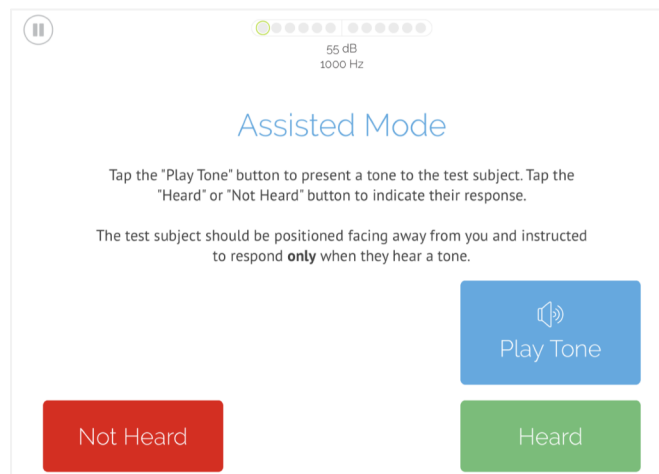 55 dB
1000 Hz
Assisted Mode
Tap the "Play Tone" button to present a tone to the test subject. Tap the
"Heard" or "Not Heard" button to indicate their response.
The test subject should be positioned facing away from you and instructed
to respond only when they hear a tone.
Play Tone
Not Heard
Heard